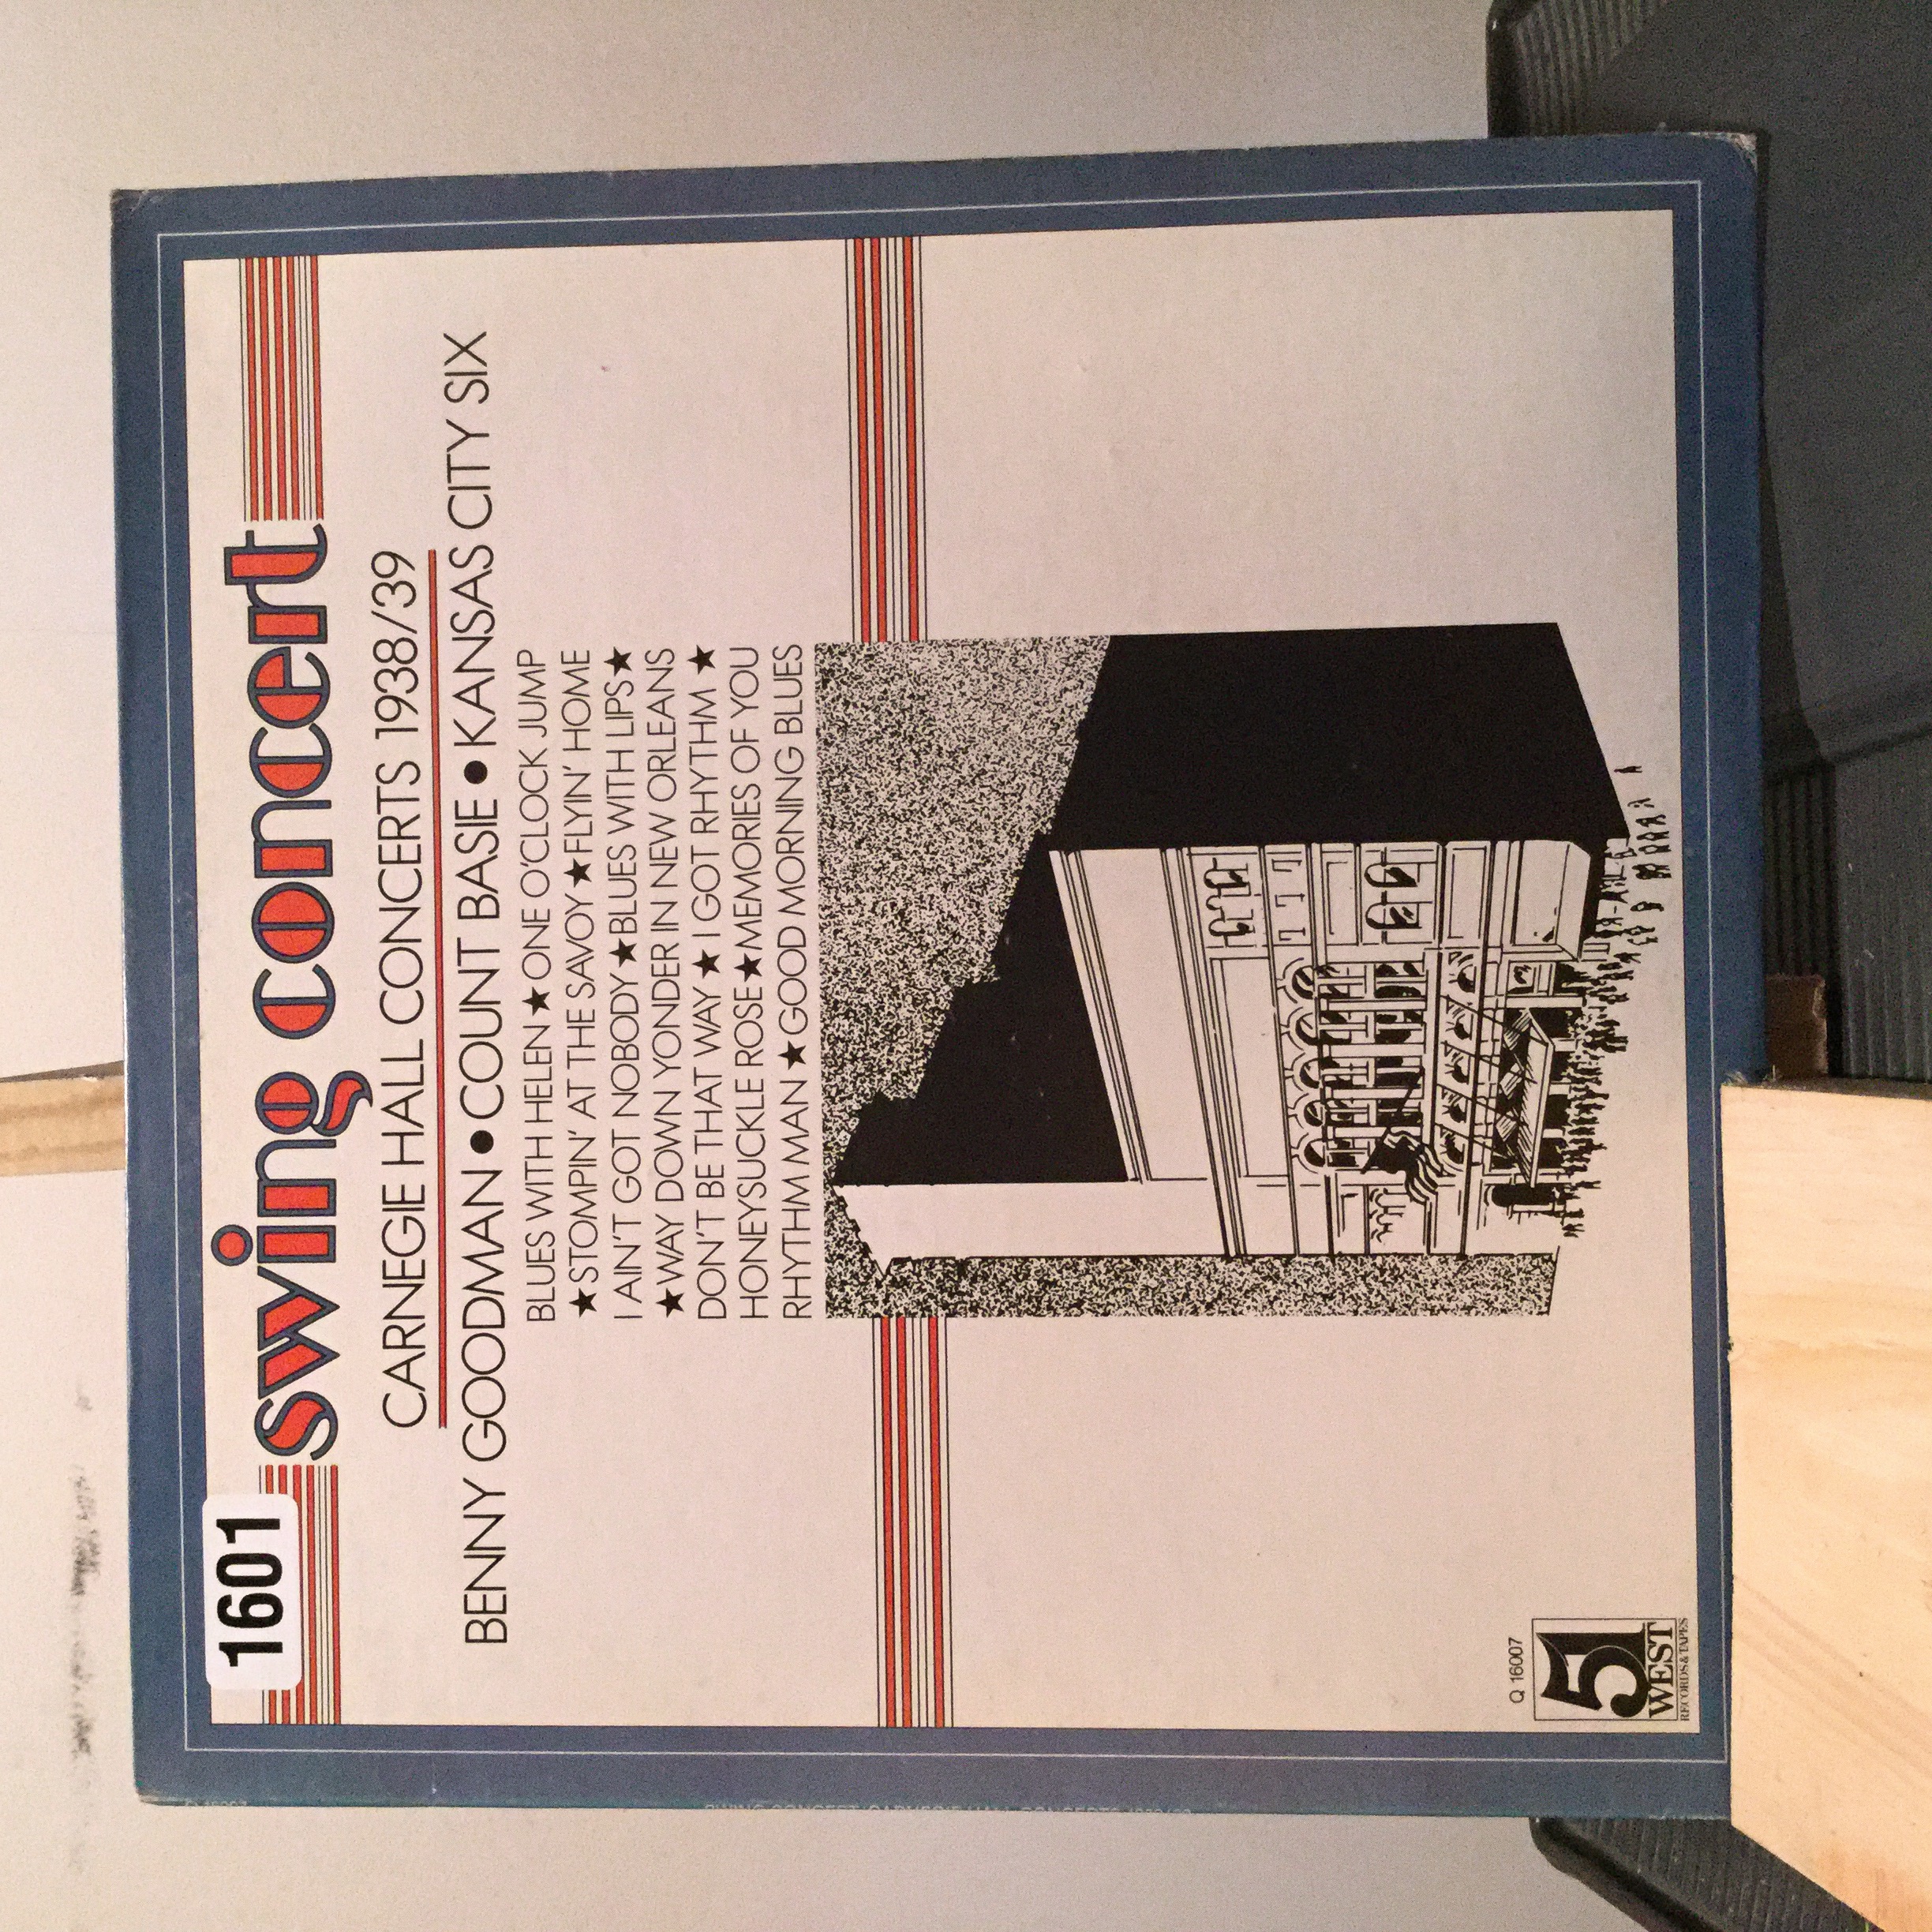 1601
swing concert
CARNEGIE HALL CONCERTS 1938/39
BENNY GOODMAN • COUNT BASIE • KANSAS CITY SIX
BLUES WITH HELEN ★ ONE O'CLOCK JUMP
★ STOMPIN' AT THE SAVOY ★ FLYIN' HOME
I AIN'T GOT NOBODY ★ BLUES WITH LIPS ★
★ WAY DOWN YONDER IN NEW ORLEANS
DON'T BE THAT WAY ★ I GOT RHYTHM ★
HONEYSUCKLE ROSE ★ MEMORIES OF YOU
RHYTHM MAN ★ GOOD MORNING BLUES
Q 16007
51
WEST
RECORDS & TAPES